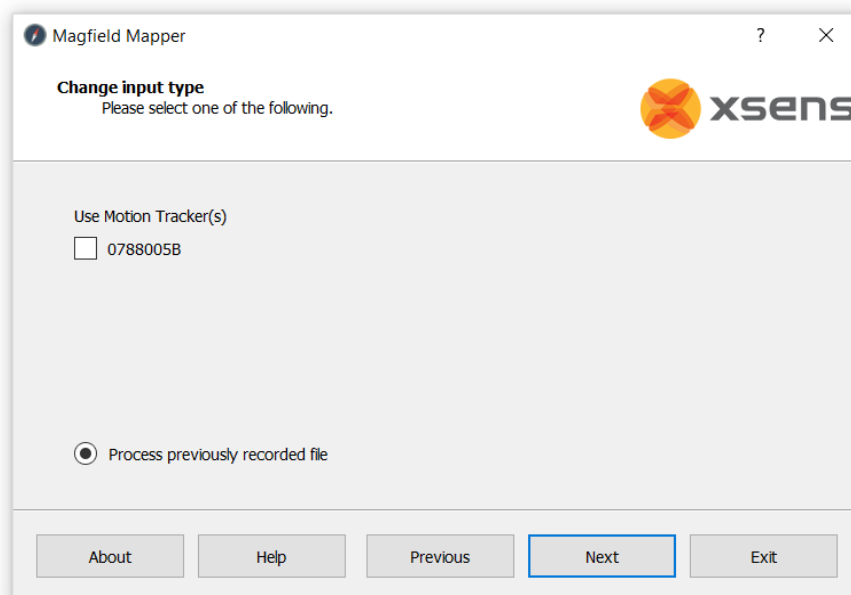 Magfield Mapper
?
Change input type
Please select one of the following.
xsens
Use Motion Tracker(s)
0788005B
Process previously recorded file
About Help Previous Next Exit